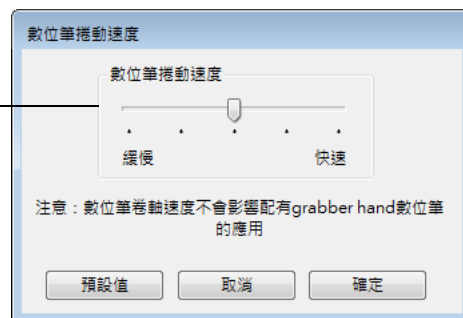 數位筆捲動速度
數位筆捲動速度
緩慢 快速
注意：數位筆卷軸速度不會影響配有grabber hand數位筆
的應用
預設值 取消 確定